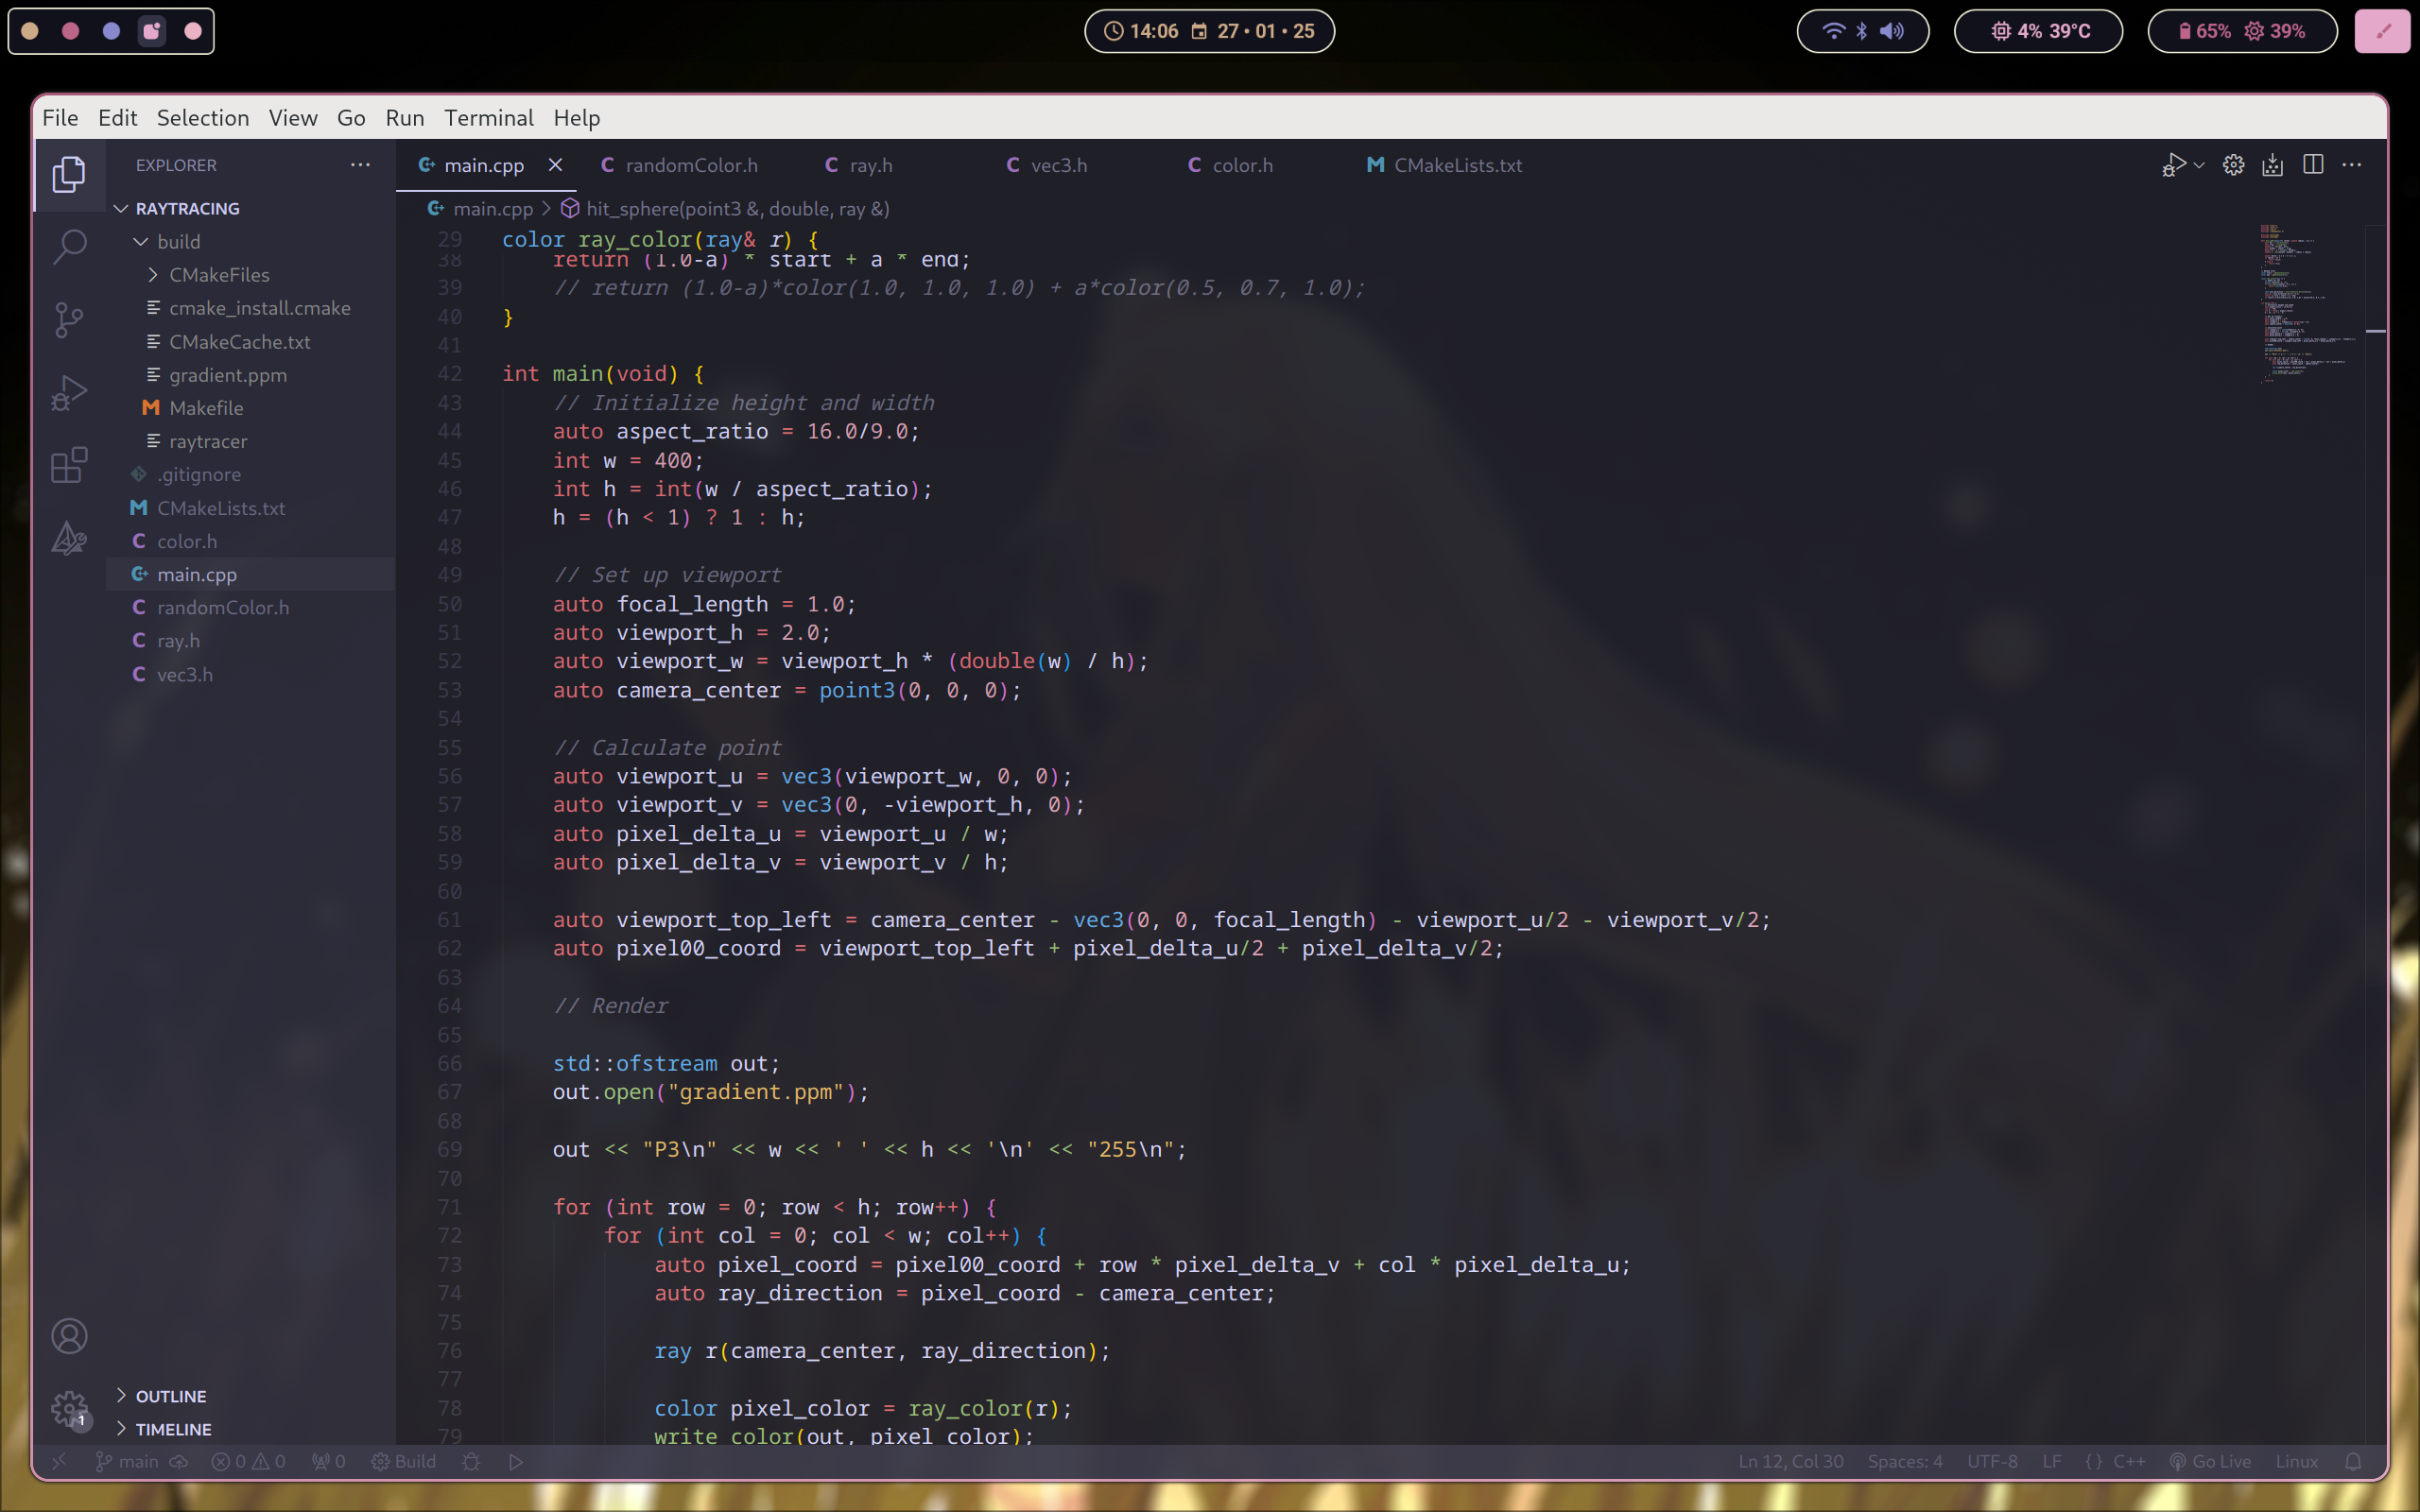 14:06 27 • 01 • 25
4% 39°C
65% 39%
File Edit Selection View Go Run Terminal Help
EXPLORER
RAYTRACING
build
CMakeFiles
cmake_install.cmake
CMakeCache.txt
gradient.ppm
Makefile
raytracer
.gitignore
CMakeLists.txt
color.h
main.cpp
randomColor.h
ray.h
vec3.h
OUTLINE
TIMELINE
main.cpp randomColor.h ray.h vec3.h color.h CMakeLists.txt
main.cpp > hit_sphere(point3 &, double, ray &)
29 color ray_color(ray& r) {
38 return (1.0-a) * start + a * end;
39 // return (1.0-a)*color(1.0, 1.0, 1.0) + a*color(0.5, 0.7, 1.0);
40 }
41
42 int main(void) {
43 // Initialize height and width
44 auto aspect_ratio = 16.0/9.0;
45 int w = 400;
46 int h = int(w / aspect_ratio);
47 h = (h < 1) ? 1 : h;
48
49 // Set up viewport
50 auto focal_length = 1.0;
51 auto viewport_h = 2.0;
52 auto viewport_w = viewport_h * (double(w) / h);
53 auto camera_center = point3(0, 0, 0);
54
55 // Calculate point
56 auto viewport_u = vec3(viewport_w, 0, 0);
57 auto viewport_v = vec3(0, -viewport_h, 0);
58 auto pixel_delta_u = viewport_u / w;
59 auto pixel_delta_v = viewport_v / h;
60
61 auto viewport_top_left = camera_center - vec3(0, 0, focal_length) - viewport_u/2 - viewport_v/2;
62 auto pixel00_coord = viewport_top_left + pixel_delta_u/2 + pixel_delta_v/2;
63
64 // Render
65
66 std::ofstream out;
67 out.open("gradient.ppm");
68
69 out << "P3\n" << w << ' ' << h << '\n' << "255\n";
70
71 for (int row = 0; row < h; row++) {
72 for (int col = 0; col < w; col++) {
73 auto pixel_coord = pixel00_coord + row * pixel_delta_v + col * pixel_delta_u;
74 auto ray_direction = pixel_coord - camera_center;
75
76 ray r(camera_center, ray_direction);
77
78 color pixel_color = ray_color(r);
79 write_color(out, pixel_color);
1
main 0 0 0 Build Ln 12, Col 30 Spaces: 4 UTF-8 LF {} C++ Go Live Linux